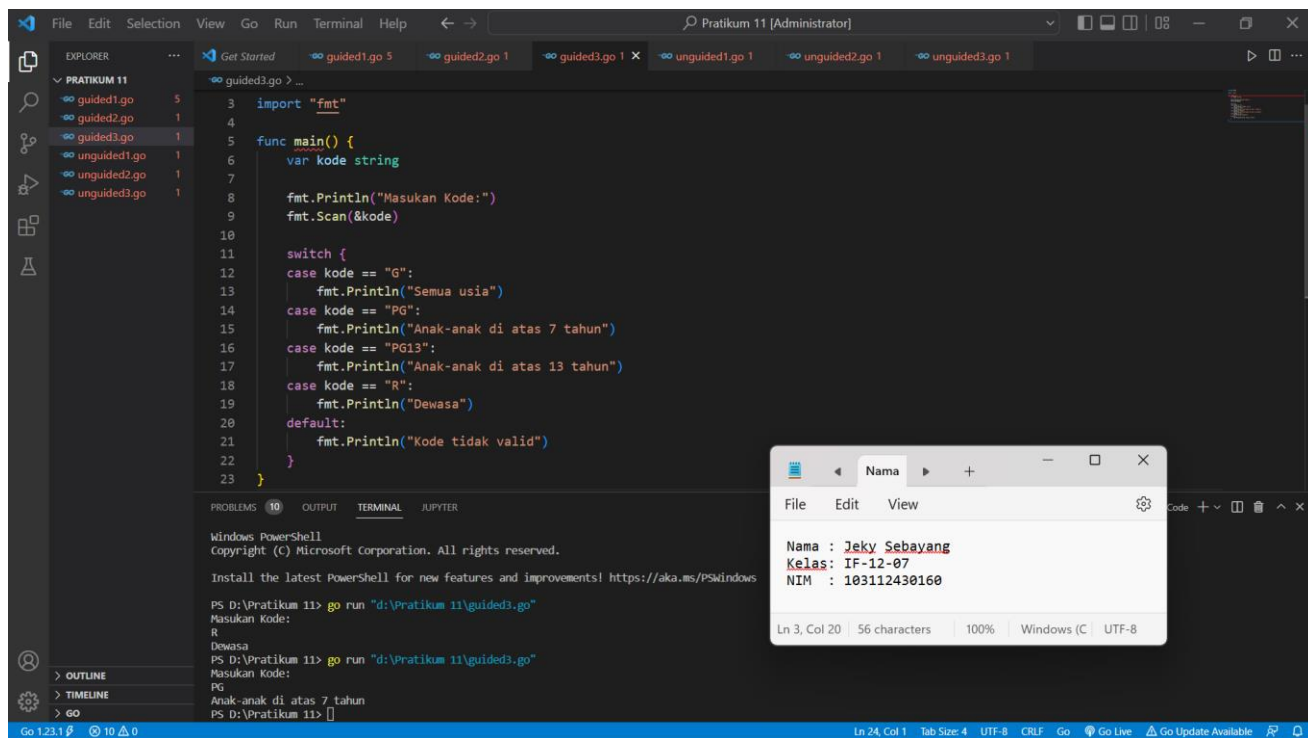 File Edit Selection View Go Run Terminal Help
Pratikum 11 [Administrator]
EXPLORER
PRATIKUM 11
guided1.go 5
guided2.go 1
guided3.go 1
unguided1.go 1
unguided2.go 1
unguided3.go 1
OUTLINE
TIMELINE
GO
Get Started guided1.go 5 guided2.go 1 guided3.go 1 unguided1.go 1 unguided2.go 1 unguided3.go 1
guided3.go > ...
3 import "fmt"
4
5 func main() {
6 var kode string
7
8 fmt.Println("Masukan Kode:")
9 fmt.Scan(&kode)
10
11 switch {
12 case kode == "G":
13 fmt.Println("Semua usia")
14 case kode == "PG":
15 fmt.Println("Anak-anak di atas 7 tahun")
16 case kode == "PG13":
17 fmt.Println("Anak-anak di atas 13 tahun")
18 case kode == "R":
19 fmt.Println("Dewasa")
20 default:
21 fmt.Println("Kode tidak valid")
22 }
23 }
PROBLEMS 10 OUTPUT TERMINAL JUPYTER
Code
Windows PowerShell
Copyright (C) Microsoft Corporation. All rights reserved.
Install the latest PowerShell for new features and improvements! https://aka.ms/PSWindows
PS D:\Pratikum 11> go run "d:\Pratikum 11\guided3.go"
Masukan Kode:
R
Dewasa
PS D:\Pratikum 11> go run "d:\Pratikum 11\guided3.go"
Masukan Kode:
PG
Anak-anak di atas 7 tahun
PS D:\Pratikum 11>
Nama
File Edit View
Nama : Jeky Sebayang
Kelas: IF-12-07
NIM : 103112430160
Ln 3, Col 20 56 characters 100% Windows (C UTF-8
Go 1.23.1 10 0 Ln 24, Col 1 Tab Size: 4 UTF-8 CRLF Go Go Live Go Update Available